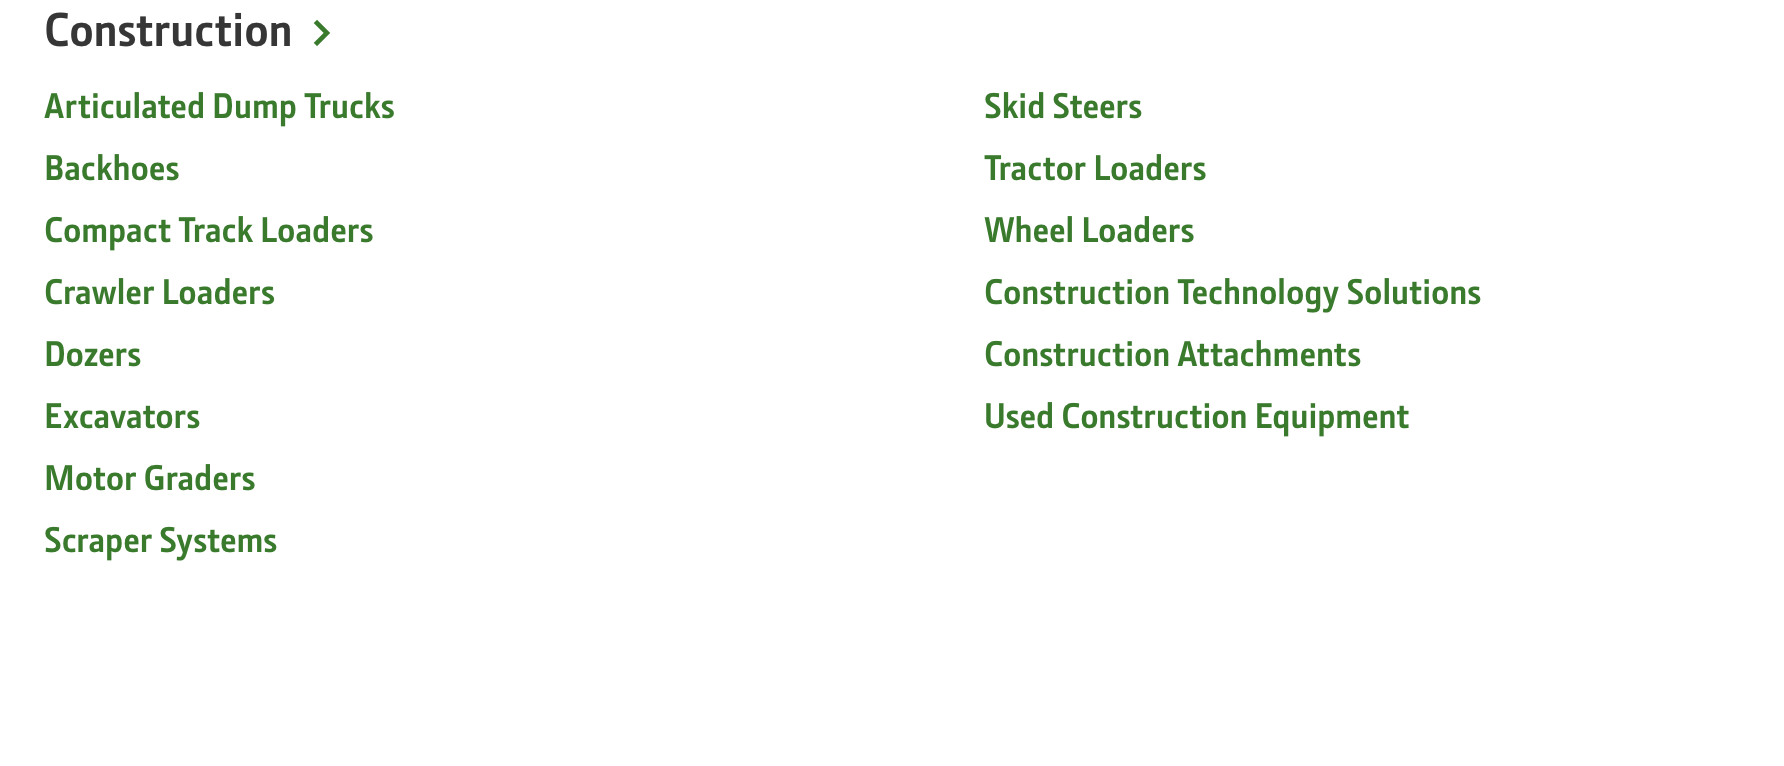 Construction
Articulated Dump Trucks
Backhoes
Compact Track Loaders
Crawler Loaders
Dozers
Excavators
Motor Graders
Scraper Systems
Skid Steers
Tractor Loaders
Wheel Loaders
Construction Technology Solutions
Construction Attachments
Used Construction Equipment